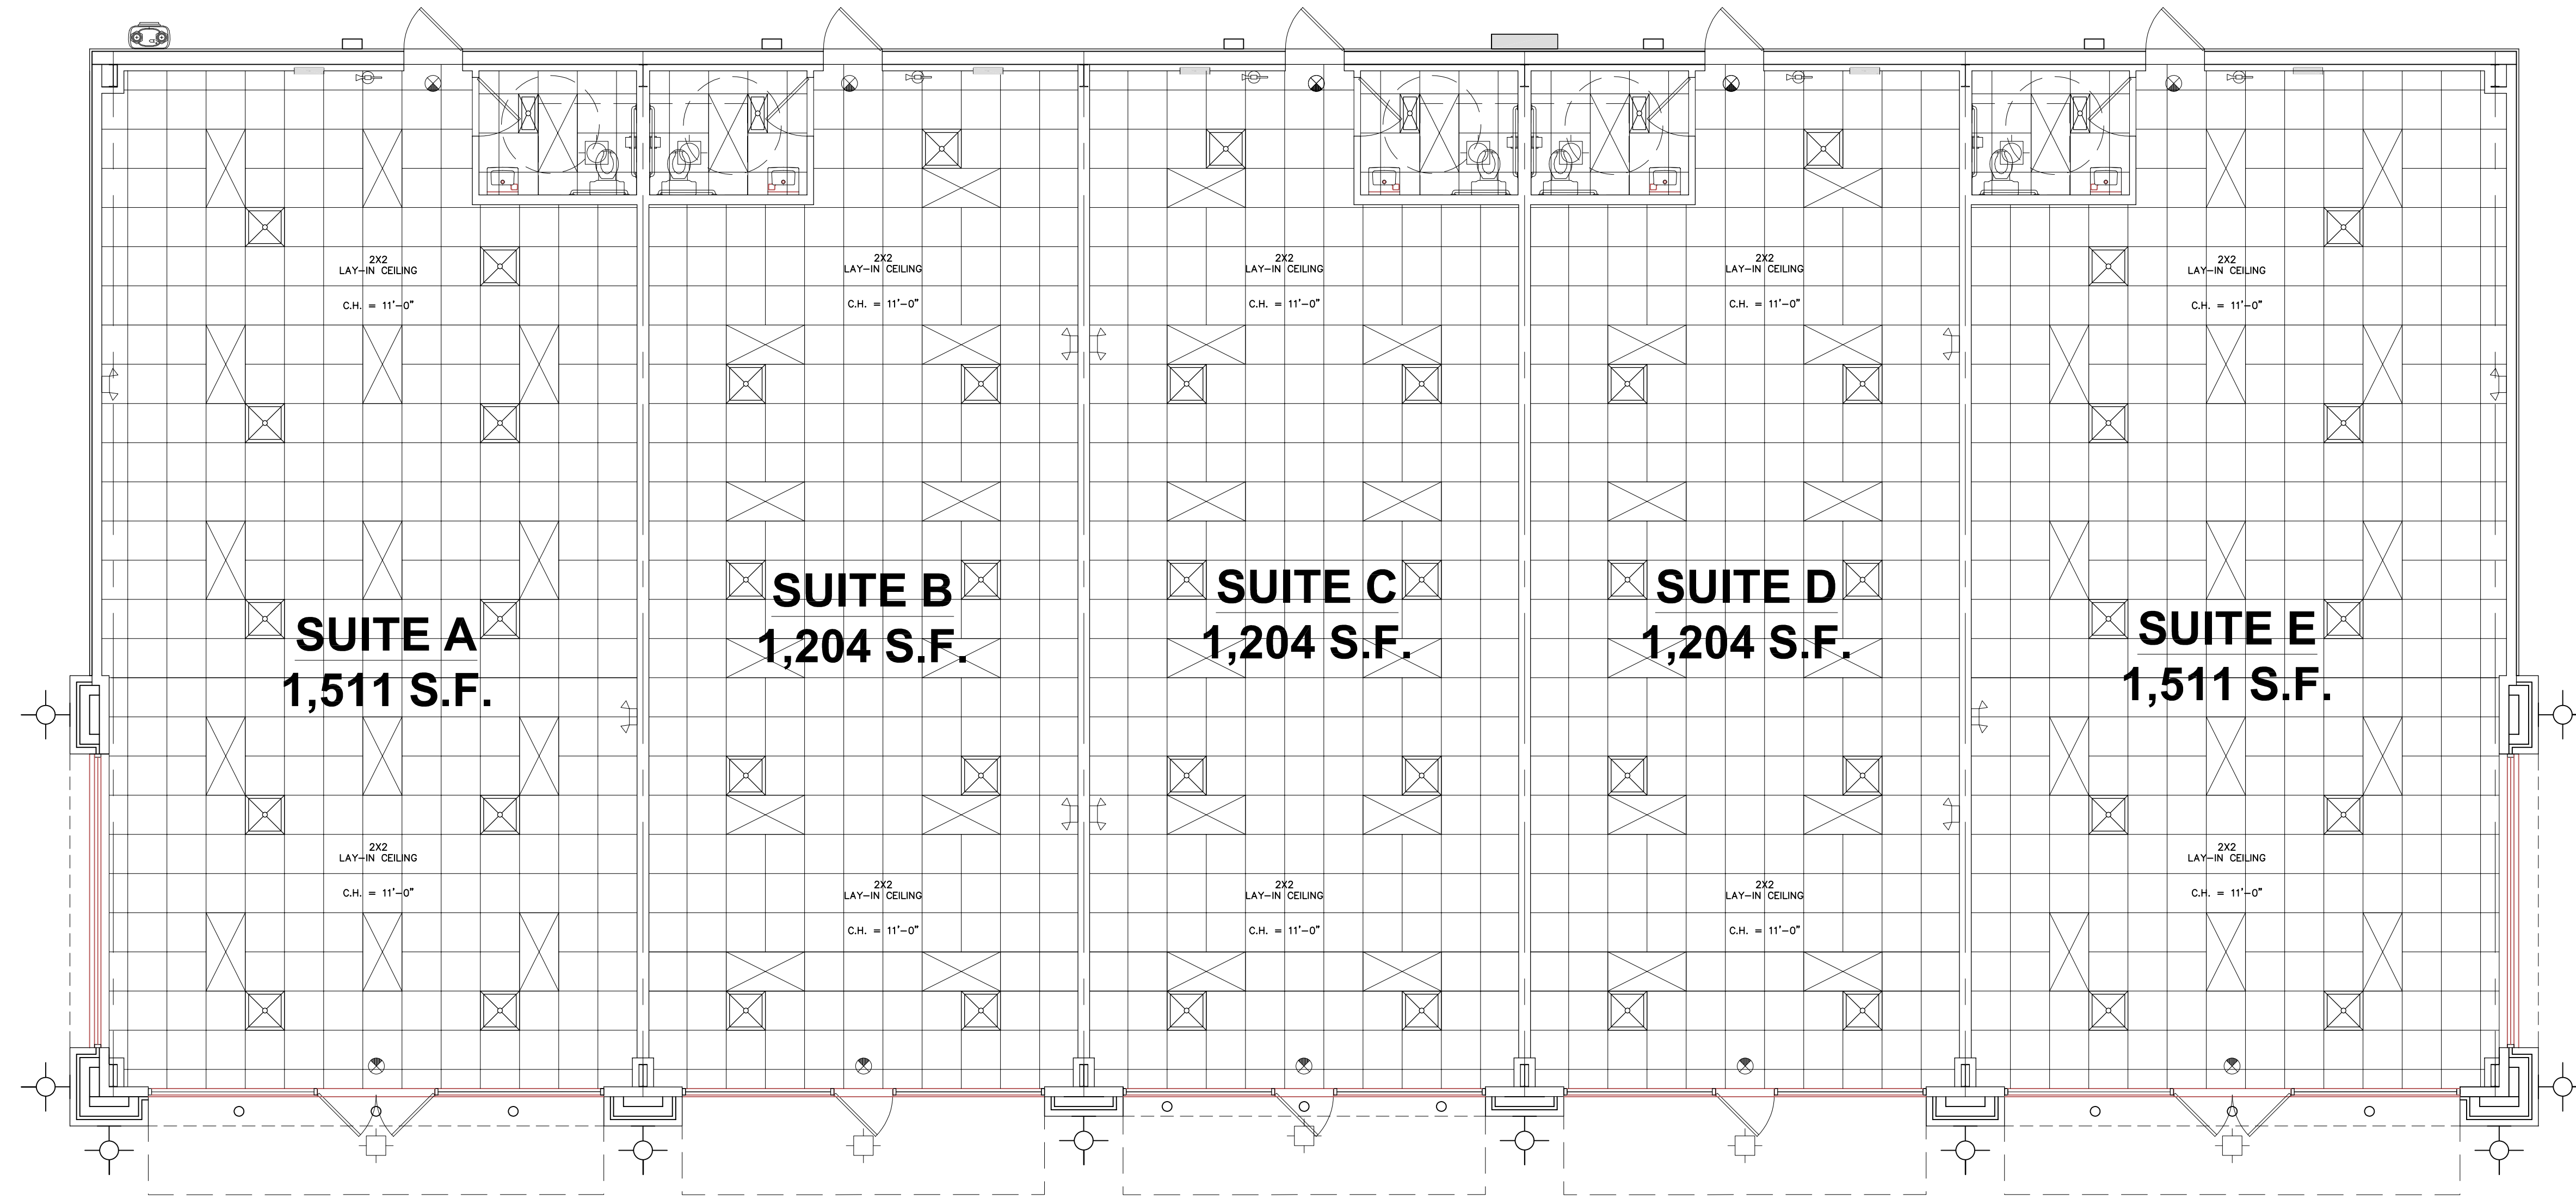 2X2
LAY-IN CEILING
C.H. = 11'-0"
2X2
LAY-IN CEILING
C.H. = 11'-0"
2X2
LAY-IN CEILING
C.H. = 11'-0"
2X2
LAY-IN CEILING
C.H. = 11'-0"
2X2
LAY-IN CEILING
C.H. = 11'-0"
SUITE A
1,511 S.F.
SUITE B
1,204 S.F.
SUITE C
1,204 S.F.
SUITE D
1,204 S.F.
SUITE E
1,511 S.F.
2X2
LAY-IN CEILING
C.H. = 11'-0"
2X2
LAY-IN CEILING
C.H. = 11'-0"
2X2
LAY-IN CEILING
C.H. = 11'-0"
2X2
LAY-IN CEILING
C.H. = 11'-0"
2X2
LAY-IN CEILING
C.H. = 11'-0"